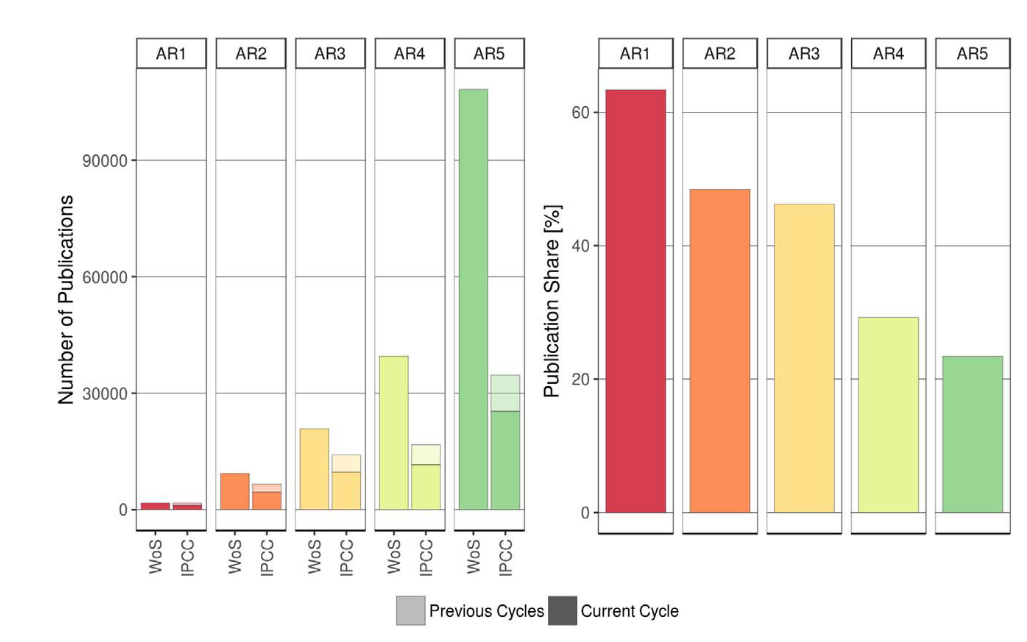 AR1 AR2 AR3 AR4 AR5
Number of Publications
90000
60000
30000
0
WoS IPCC WoS IPCC WoS IPCC WoS IPCC WoS IPCC
AR1 AR2 AR3 AR4 AR5
Publication Share [%]
60
40
20
0
Previous Cycles Current Cycle